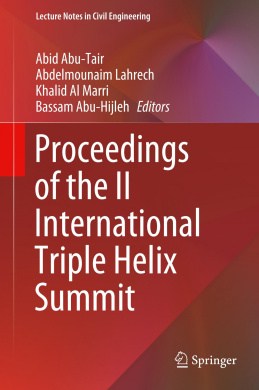 Lecture Notes in Civil Engineering
Abid Abu-Tair
Abdelmounaim Lahrech
Khalid Al Marri
Bassam Abu-Hijleh Editors
Proceedings
of the II
International
Triple Helix
Summit
Springer